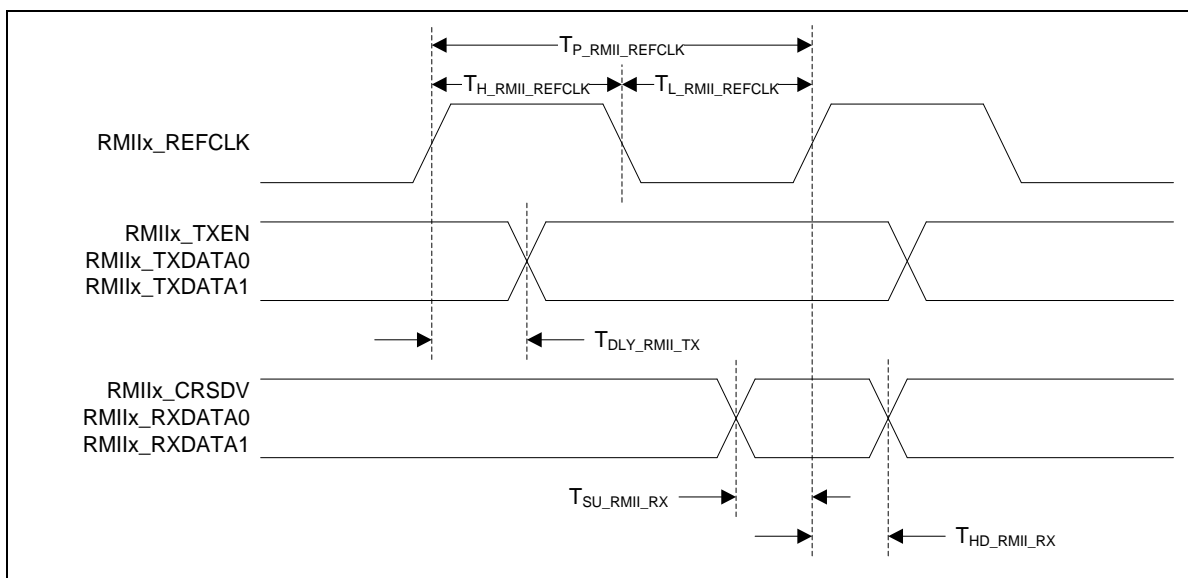 T_P_RMII_REFCLK
T_H_RMII_REFCLK
T_L_RMII_REFCLK
RMIIx_REFCLK
RMIIx_TXEN
RMIIx_TXDATA0
RMIIx_TXDATA1
T_DLY_RMII_TX
RMIIx_CRSDV
RMIIx_RXDATA0
RMIIx_RXDATA1
T_SU_RMII_RX
T_HD_RMII_RX